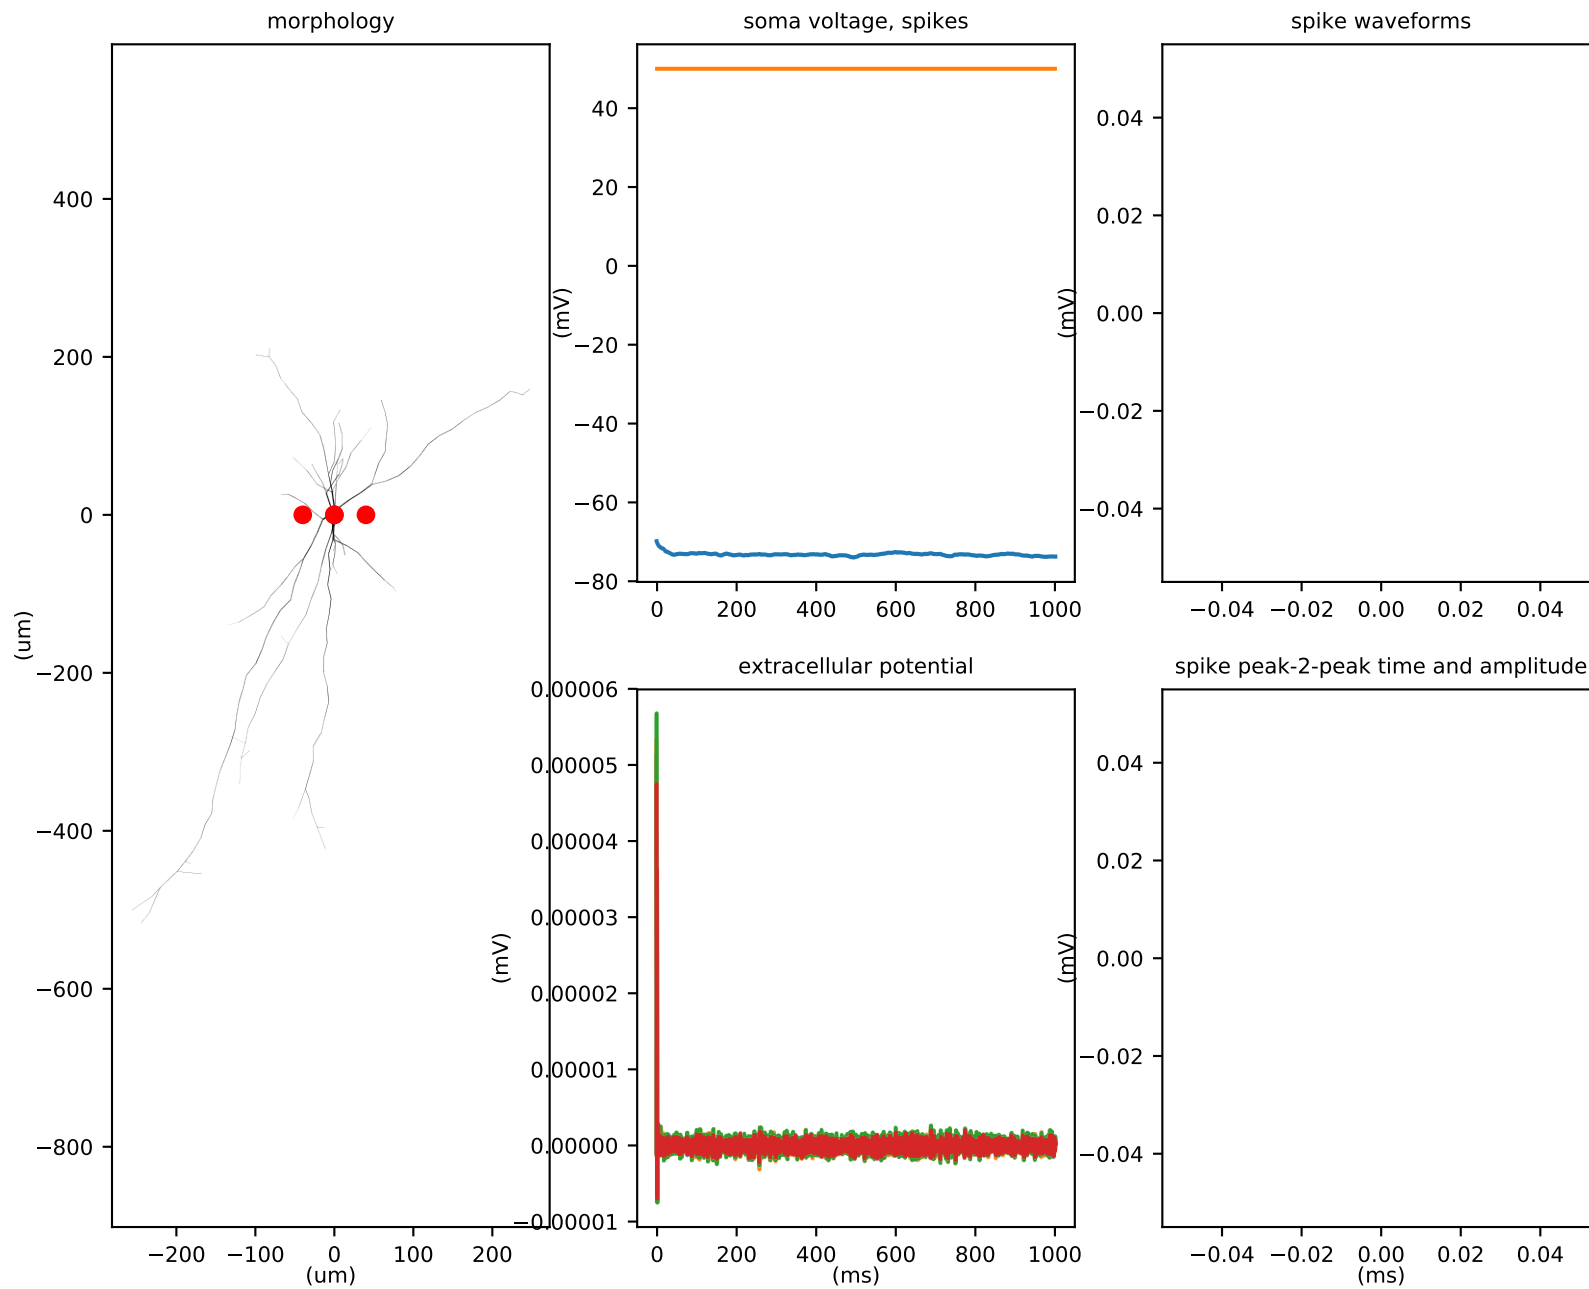 morphology
400
200
0
−200
−400
−600
−800
(um)
−200 −100 0 100 200
(um)
soma voltage, spikes
40
20
0
−20
−40
−60
−80
(mV)
0 200 400 600 800 1000
spike waveforms
0.04
0.02
0.00
−0.02
−0.04
(mV)
−0.04 −0.02 0.00 0.02 0.04
extracellular potential
0.00006
0.00005
0.00004
0.00003
0.00002
0.00001
0.00000
−0.00001
(mV)
0 200 400 600 800 1000
(ms)
spike peak-2-peak time and amplitude
0.04
0.02
0.00
−0.02
−0.04
(mV)
−0.04 −0.02 0.00 0.02 0.04
(ms)